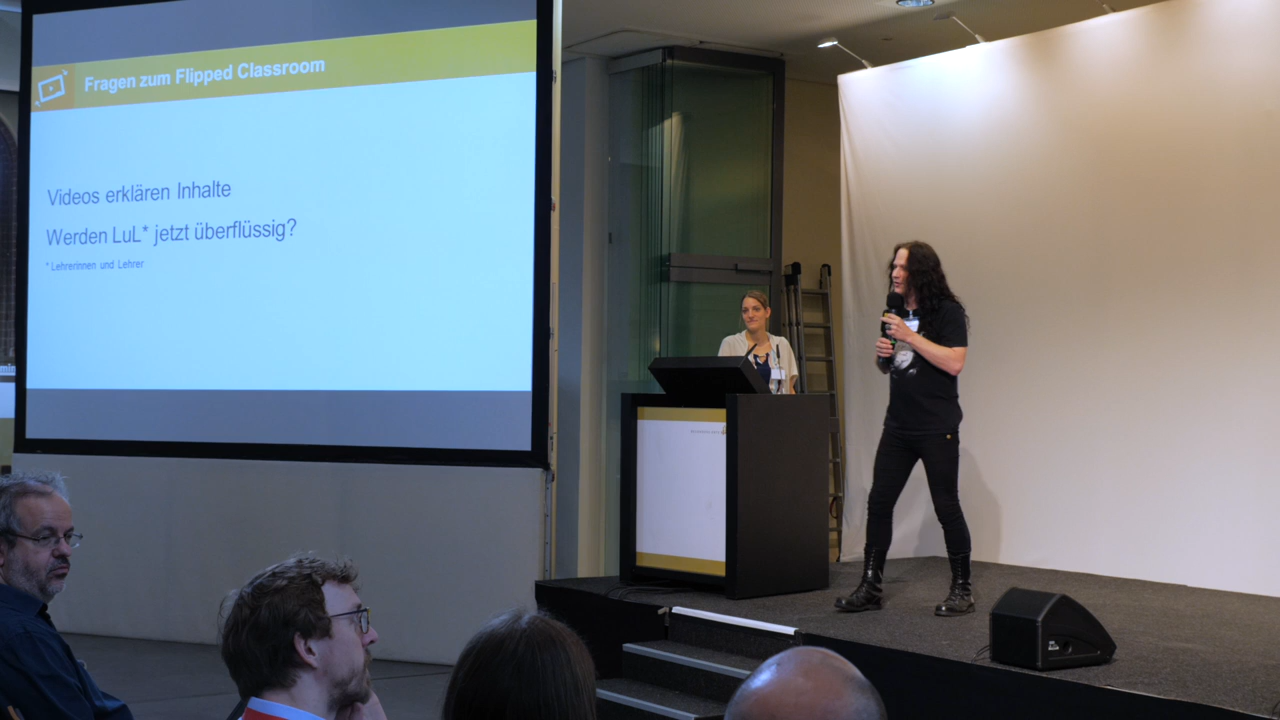 Fragen zum Flipped Classroom
Videos erklären Inhalte
Werden LuL* jetzt überflüssig?
* Lehrerinnen und Lehrer